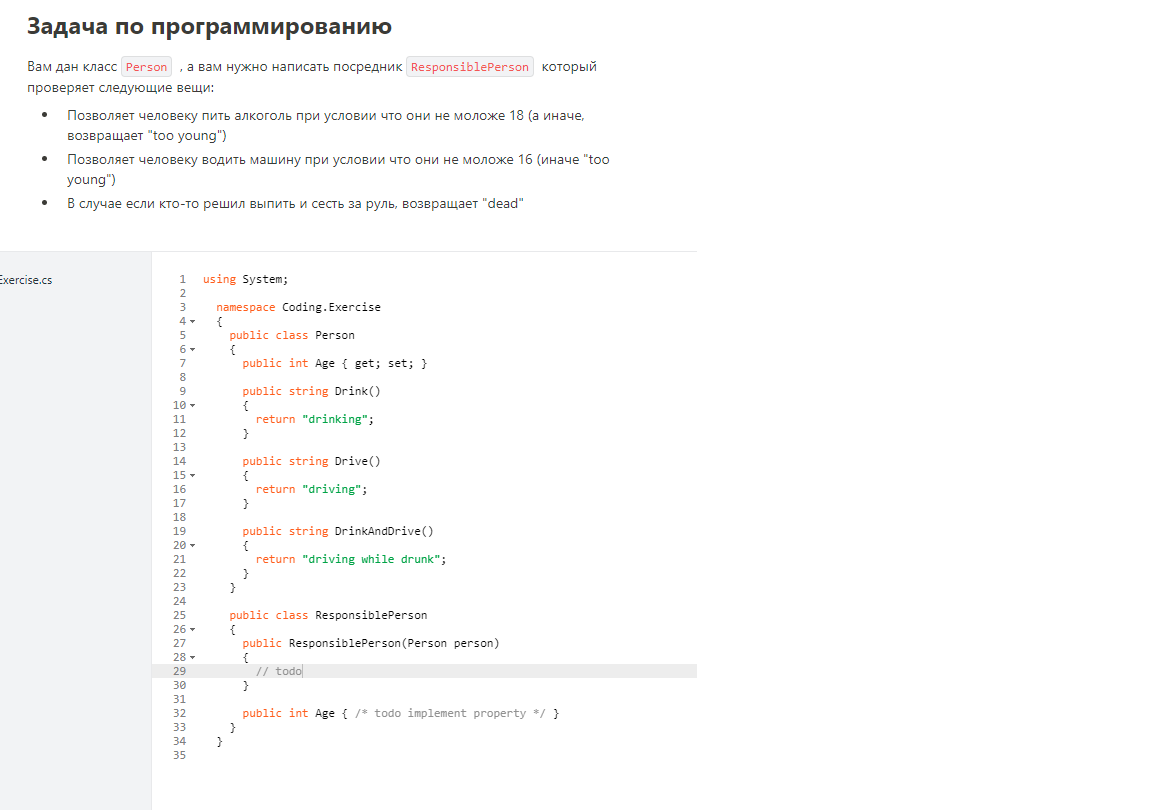 Задача по программированию
Вам дан класс Person , а вам нужно написать посредник ResponsiblePerson который
проверяет следующие вещи:
• Позволяет человеку пить алкоголь при условии что они не моложе 18 (а иначе,
возвращает "too young")
• Позволяет человеку водить машину при условии что они не моложе 16 (иначе "too
young")
• В случае если кто-то решил выпить и сесть за руль, возвращает "dead"
Exercise.cs
1 using System;
2
3 namespace Coding.Exercise
4 {
5 public class Person
6 {
7 public int Age { get; set; }
8
9 public string Drink()
10 {
11 return "drinking";
12 }
13
14 public string Drive()
15 {
16 return "driving";
17 }
18
19 public string DrinkAndDrive()
20 {
21 return "driving while drunk";
22 }
23 }
24
25 public class ResponsiblePerson
26 {
27 public ResponsiblePerson(Person person)
28 {
29 // todo
30 }
31
32 public int Age { /* todo implement property */ }
33 }
34 }
35